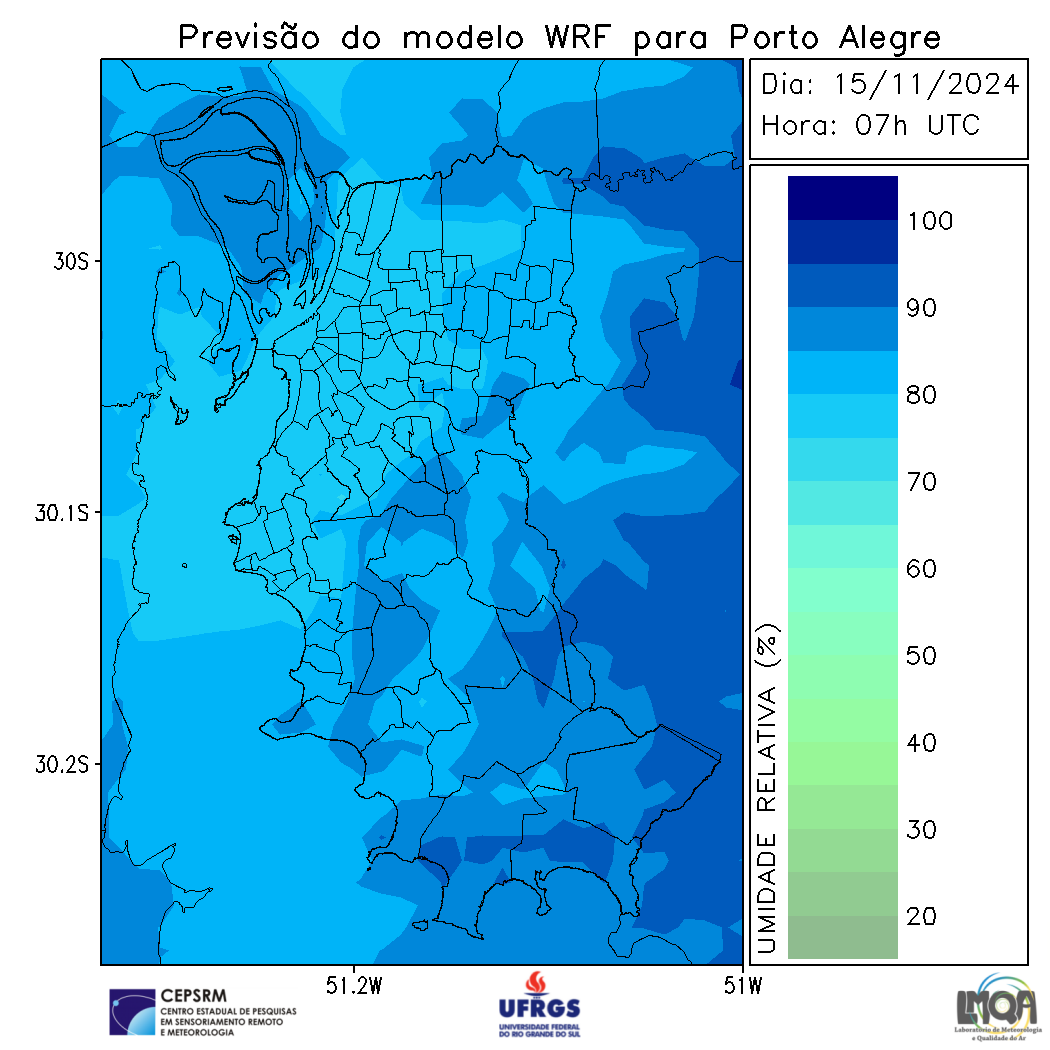 Previsão do modelo WRF para Porto Alegre
Dia: 15/11/2024
Hora: 07h UTC
100
90
80
70
60
50
40
30
20
UMIDADE RELATIVA (%)
30S
30.1S
30.2S
51.2W
51W
CEPSRM
CENTRO ESTADUAL DE PESQUISAS
EM SENSORIAMENTO REMOTO
E METEOROLOGIA
UFRGS
UNIVERSIDADE FEDERAL
DO RIO GRANDE DO SUL
LMQA
Laboratório de Meteorologia
e Qualidade do Ar